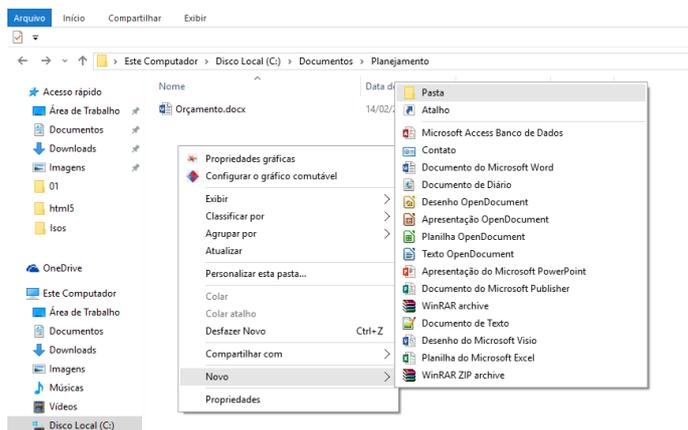 Arquivo Início Compartilhar Exibir
Este Computador Disco Local (C:) Documentos Planejamento
Nome Data de
Orçamento.docx 14/02/2
Acesso rápido
Área de Trabalho
Documentos
Downloads
Imagens
01
html5
Isos
OneDrive
Este Computador
Área de Trabalho
Documentos
Downloads
Imagens
Músicas
Vídeos
Disco Local (C:)
Propriedades gráficas
Configurar o gráfico comutável
Exibir
Classificar por
Agrupar por
Atualizar
Personalizar esta pasta...
Colar
Colar atalho
Desfazer Novo Ctrl+Z
Compartilhar com
Novo
Propriedades
Pasta
Atalho
Microsoft Access Banco de Dados
Contato
Documento do Microsoft Word
Documento de Diário
Desenho OpenDocument
Apresentação OpenDocument
Planilha OpenDocument
Texto OpenDocument
Apresentação do Microsoft PowerPoint
Documento do Microsoft Publisher
WinRAR archive
Documento de Texto
Desenho do Microsoft Visio
Planilha do Microsoft Excel
WinRAR ZIP archive